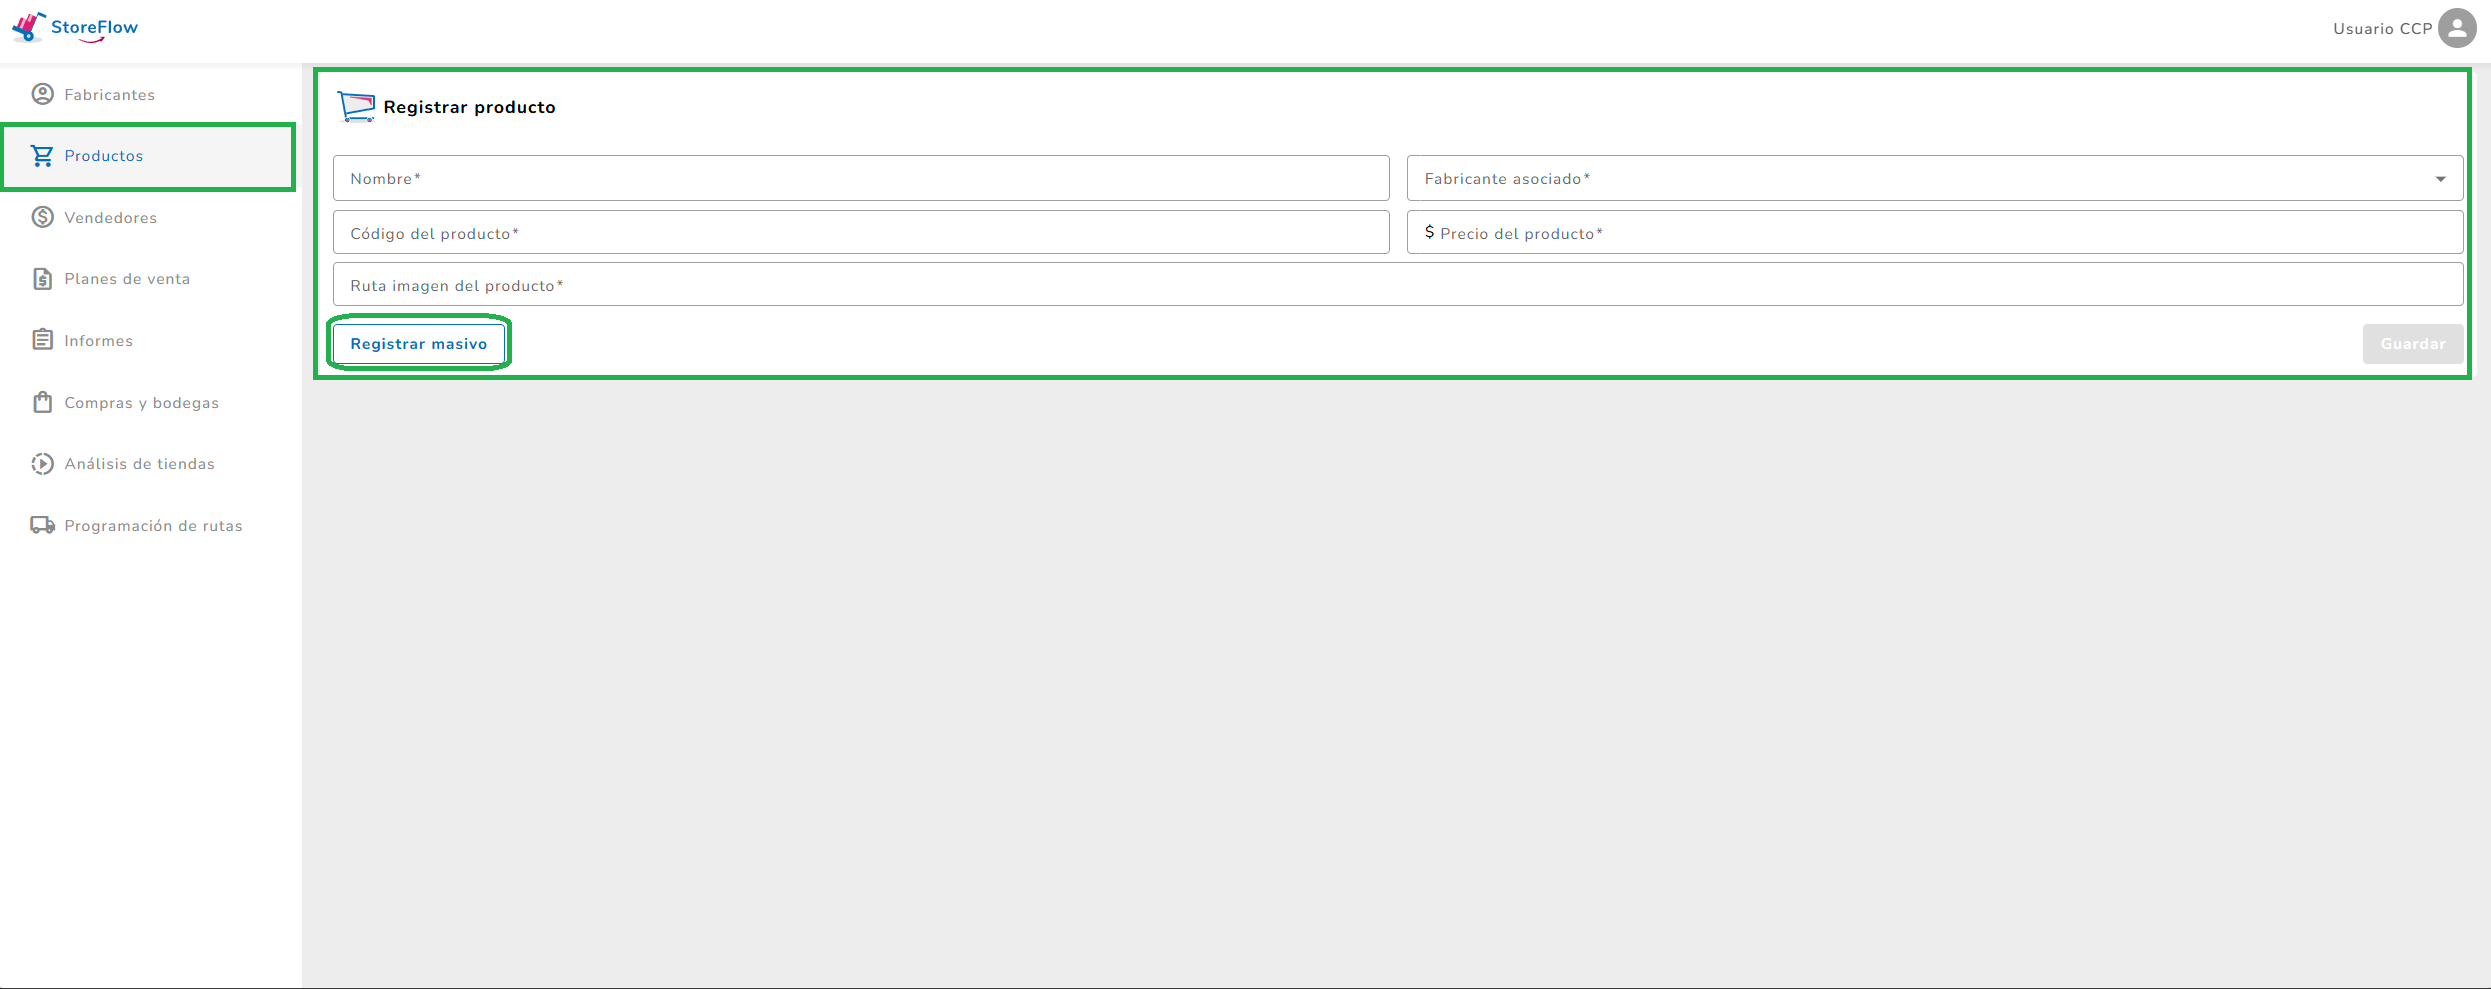 StoreFlow
Usuario CCP
Fabricantes
Productos
Vendedores
Planes de venta
Informes
Compras y bodegas
Análisis de tiendas
Programación de rutas
Registrar producto
Nombre*
Fabricante asociado*
Código del producto*
$ Precio del producto*
Ruta imagen del producto*
Registrar masivo
Guardar